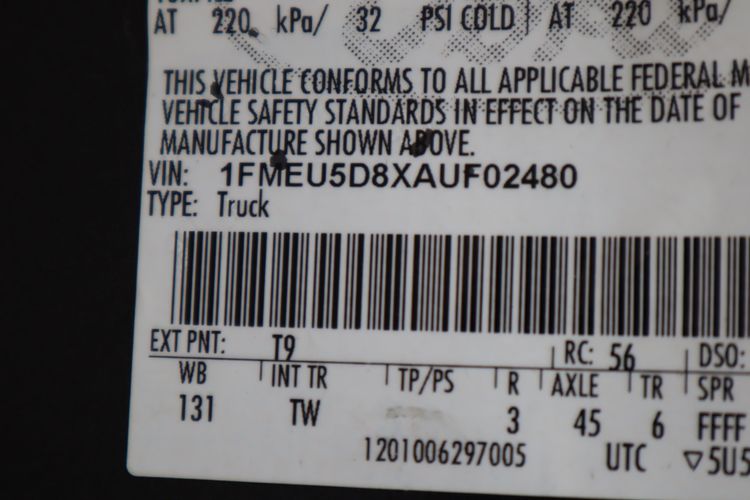 AT 220 kPa/ 32 PSI COLD AT 220 kPa/
THIS VEHICLE CONFORMS TO ALL APPLICABLE FEDERAL M
VEHICLE SAFETY STANDARDS IN EFFECT ON THE DATE OF
MANUFACTURE SHOWN ABOVE.
VIN: 1FMEU5D8XAUF02480
TYPE: Truck
EXT PNT: T9 RC: 56 DSO:
WB INT TR TP/PS R AXLE TR SPR
131 TW 3 45 6 FFFF
1201006297005 UTC ▽5U5